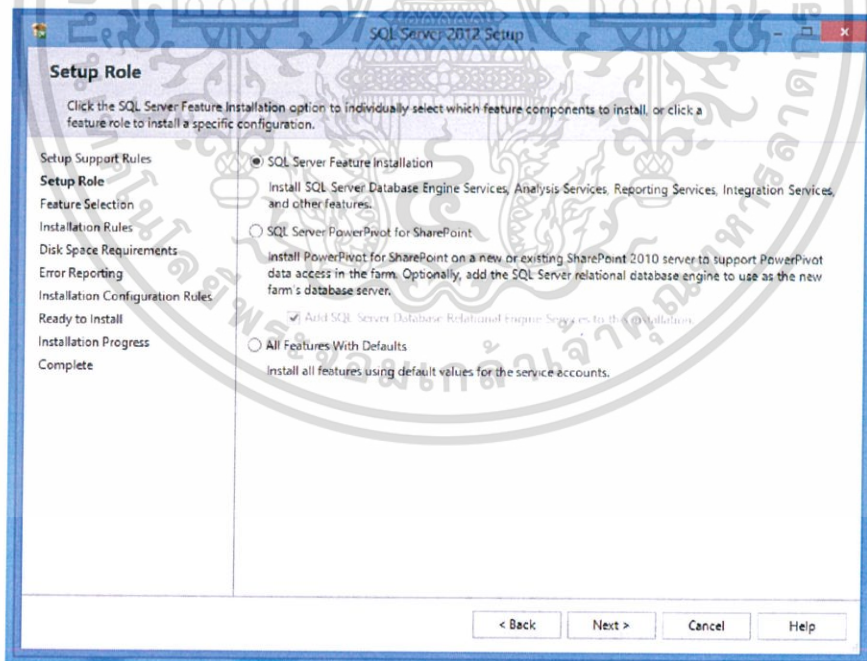 SQL Server 2012 Setup
Setup Role
Click the SQL Server Feature Installation option to individually select which feature components to install, or click a
feature role to install a specific configuration.
Setup Support Rules
Setup Role
Feature Selection
Installation Rules
Disk Space Requirements
Error Reporting
Installation Configuration Rules
Ready to Install
Installation Progress
Complete
SQL Server Feature Installation
Install SQL Server Database Engine Services, Analysis Services, Reporting Services, Integration Services,
and other features.
SQL Server PowerPivot for SharePoint
Install PowerPivot for SharePoint on a new or existing SharePoint 2010 server to support PowerPivot
data access in the farm. Optionally, add the SQL Server relational database engine to use as the new
farm's database server.
Add SQL Server Database Relational Engine Services to this installation.
All Features With Defaults
Install all features using default values for the service accounts.
< Back
Next >
Cancel
Help